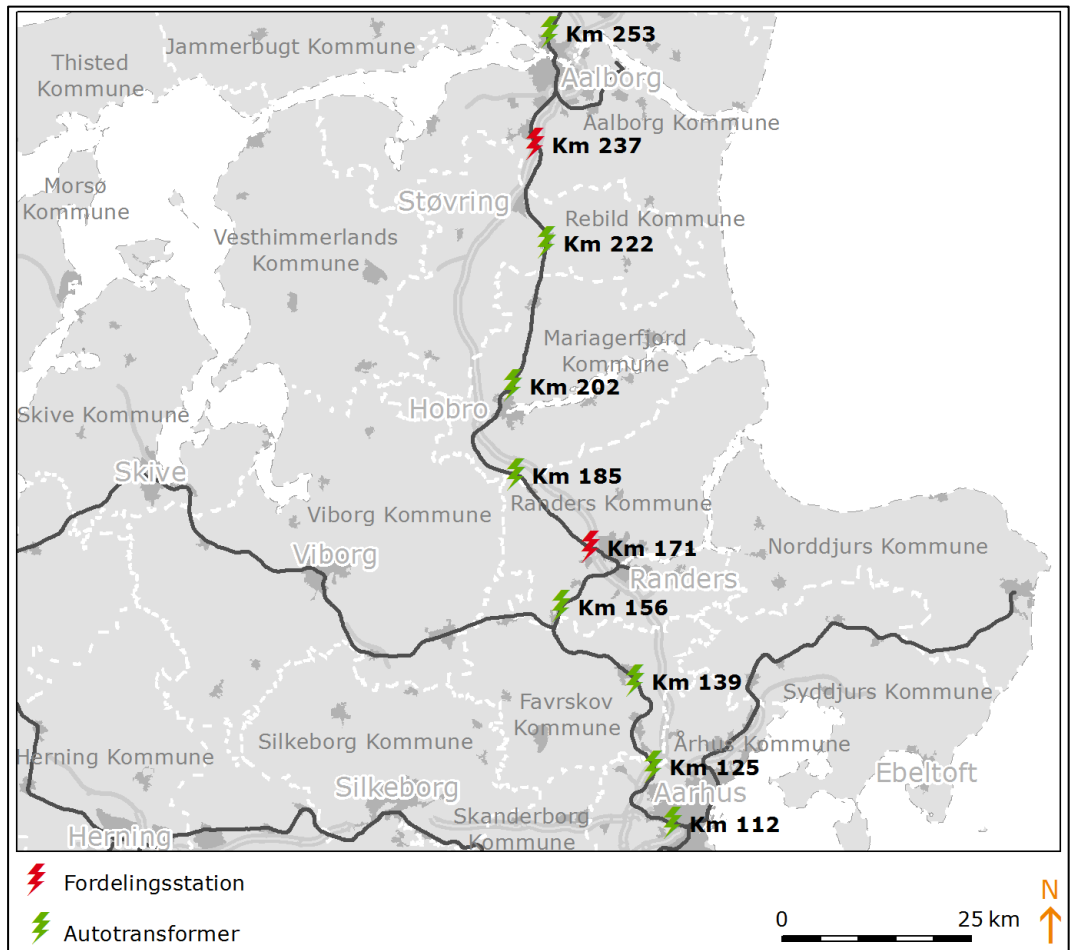 Km 253
Jammerbugt Kommune
Thisted
Kommune
Aalborg
Aalborg Kommune
Km 237
Morsø
Kommune
Støvring
Rebild Kommune
Km 222
Vesthimmerlands
Kommune
Mariagerfjord
Kommune
Km 202
Hobro
Skive Kommune
Skive
Km 185
Randers Kommune
Viborg Kommune
Viborg
Km 171
Norddjurs Kommune
Randers
Km 156
Km 139
Syddjurs Kommune
Favrskov
Kommune
Silkeborg Kommune
Århus Kommune
Herning Kommune
Km 125
Ebeltoft
Silkeborg
Aarhus
Skanderborg
Kommune
Km 112
Herning
Fordelingsstation
Autotransformer
0 25 km
N